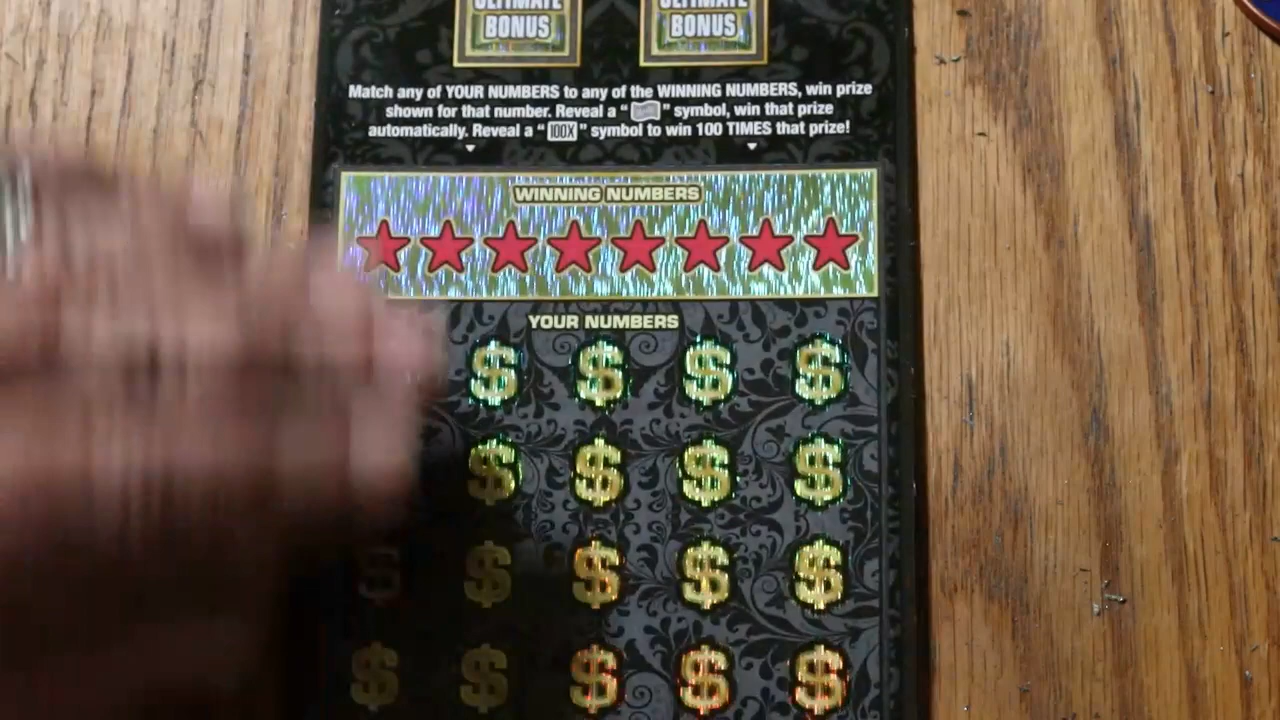 ULTIMATE ULTIMATE
BONUS BONUS
Match any of YOUR NUMBERS to any of the WINNING NUMBERS, win prize
shown for that number. Reveal a " " symbol, win that prize
automatically. Reveal a "100X" symbol to win 100 TIMES that prize!
WINNING NUMBERS
YOUR NUMBERS
$ $ $ $
$ $ $ $
$ $ $ $ $
$ $ $ $ $